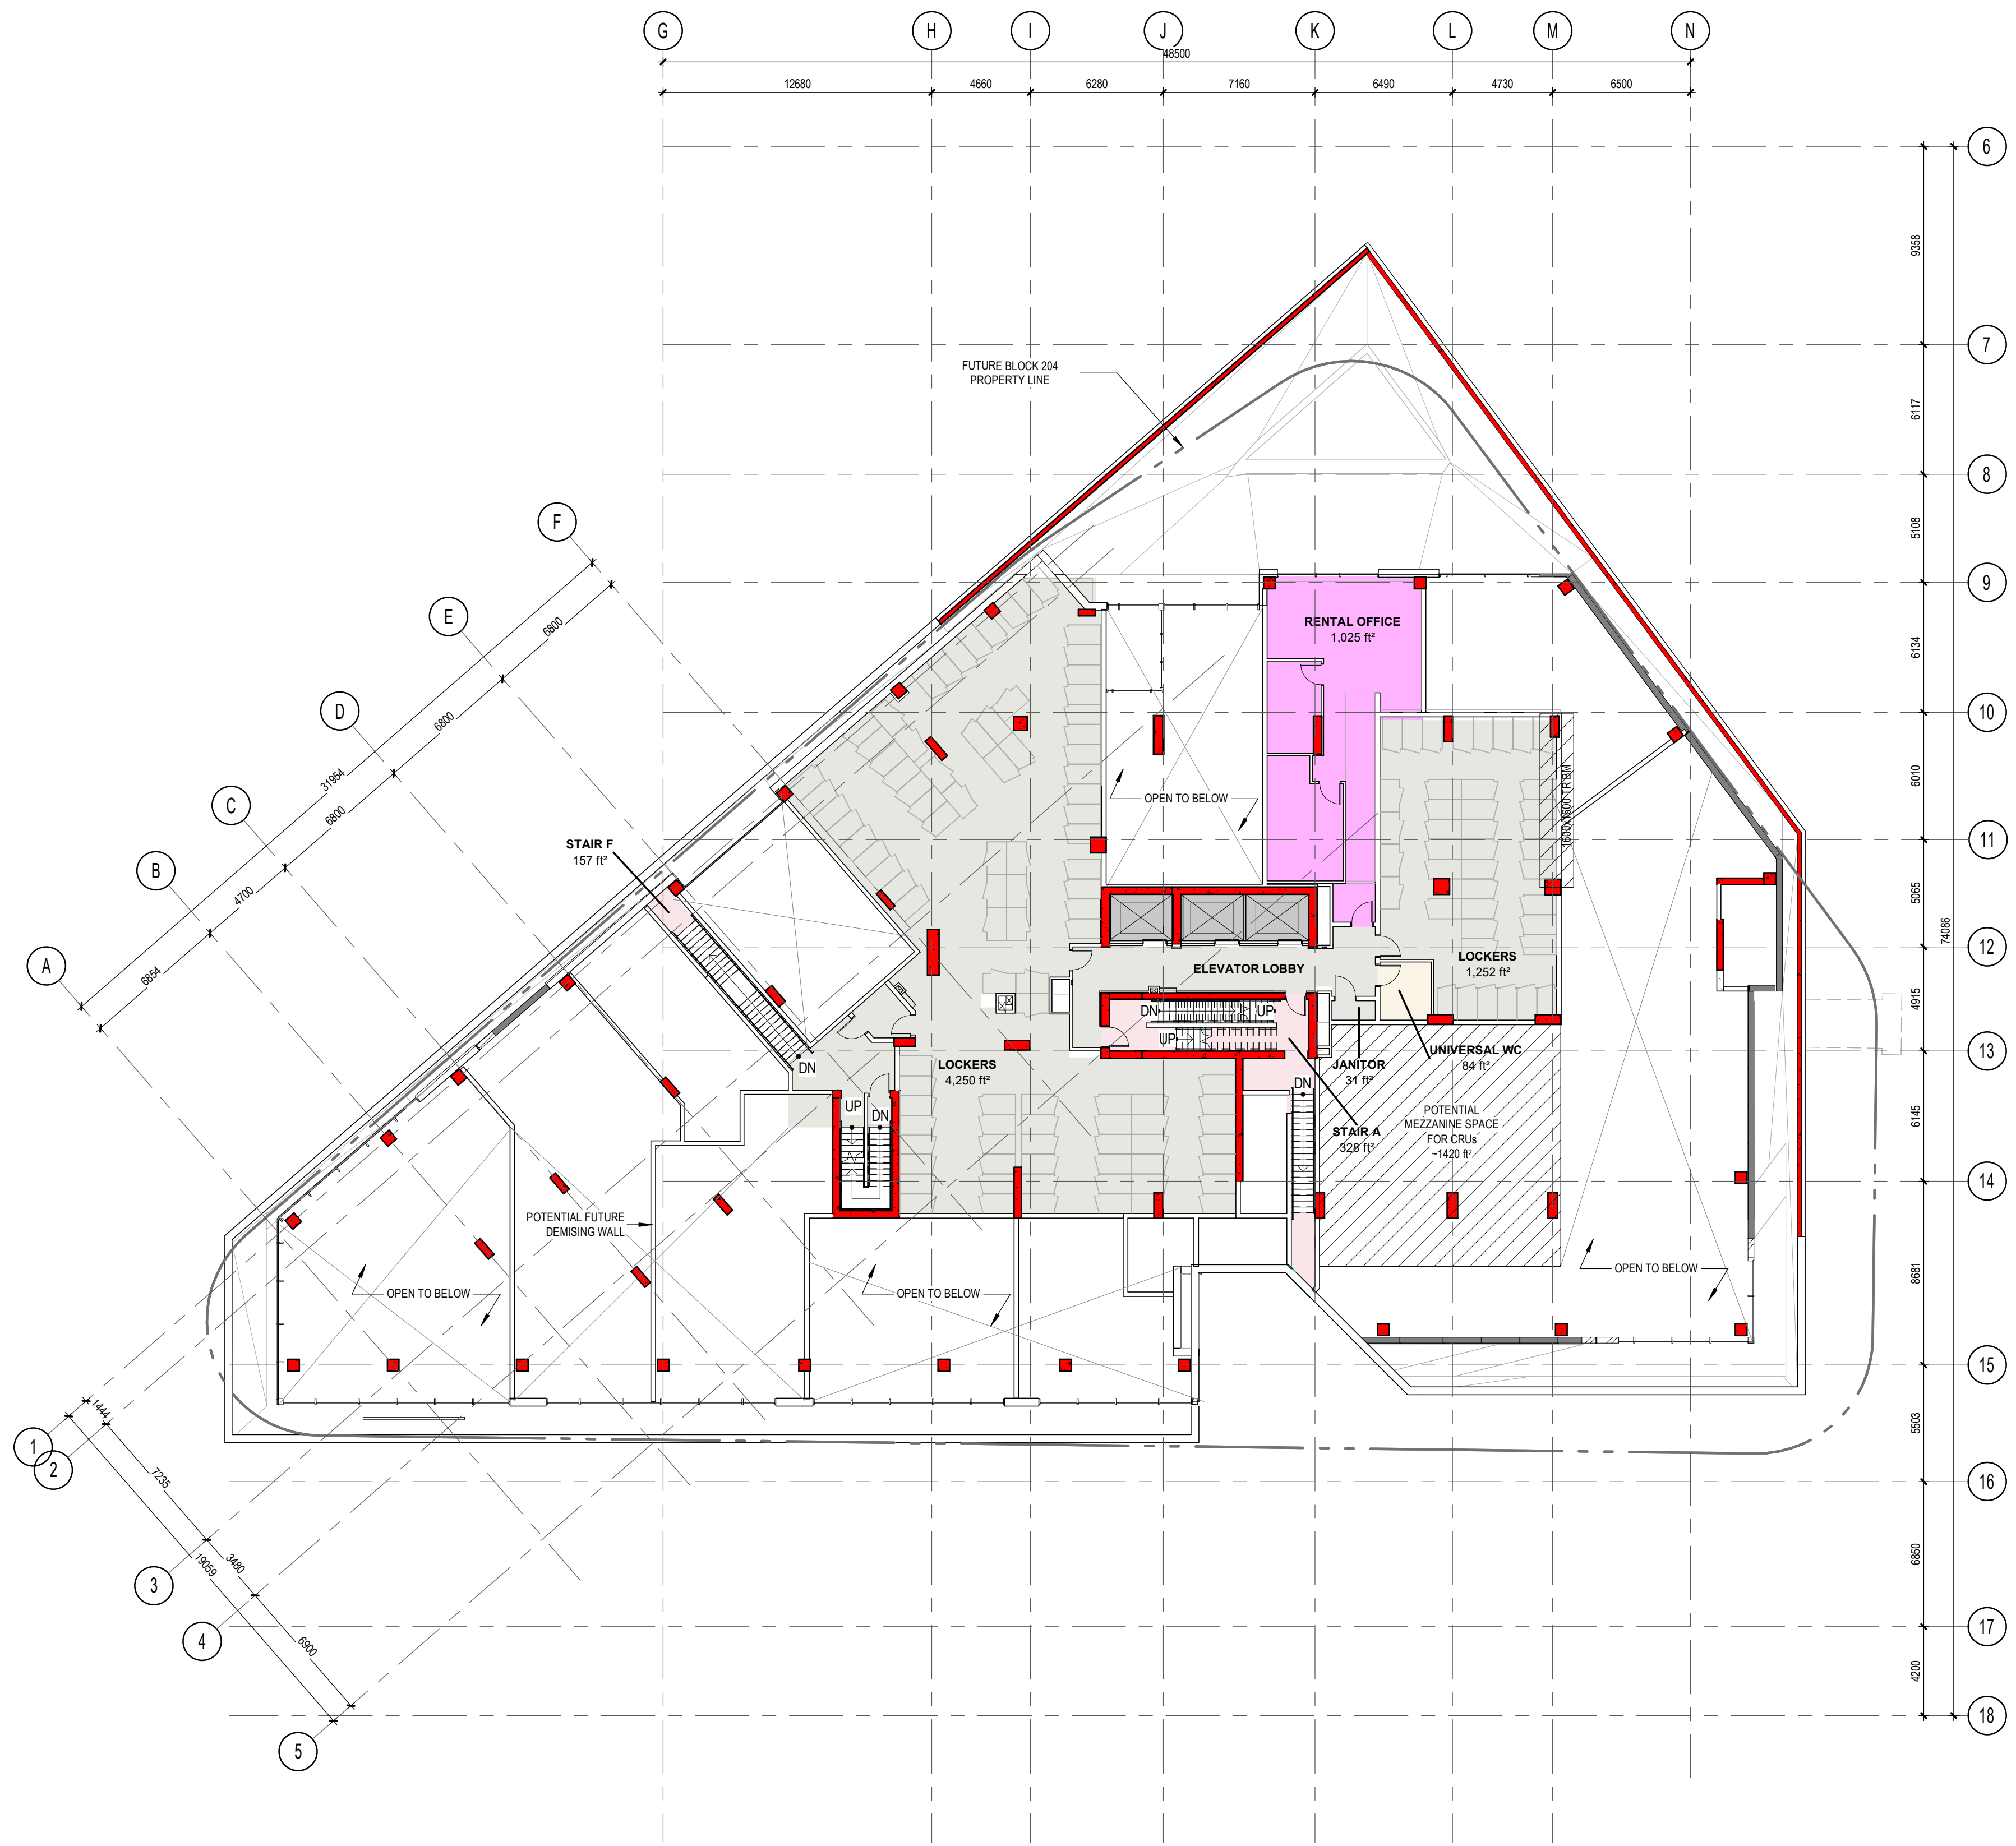 G
H
I
J
K
L
M
N
48500
12680
4660
6280
7160
6490
4730
6500
6
7
8
9
10
11
12
13
14
15
16
17
18
9358
6117
5108
6134
6010
5065
4915
6145
8681
5503
6850
4200
74086
FUTURE BLOCK 204
PROPERTY LINE
F
E
D
C
B
A
6800
6800
6800
4700
6854
31954
RENTAL OFFICE
1,025 ft²
OPEN TO BELOW
1600x1600 TR BM
STAIR F
157 ft²
DN
ELEVATOR LOBBY
LOCKERS
1,252 ft²
DN
UP
UP
LOCKERS
4,250 ft²
JANITOR
31 ft²
UNIVERSAL WC
84 ft²
DN
UP
DN
STAIR A
328 ft²
POTENTIAL
MEZZANINE SPACE
FOR CRUs
~1420 ft²
POTENTIAL FUTURE
DEMISING WALL
OPEN TO BELOW
OPEN TO BELOW
OPEN TO BELOW
1
2
3
4
5
1444
7235
3480
6900
19059